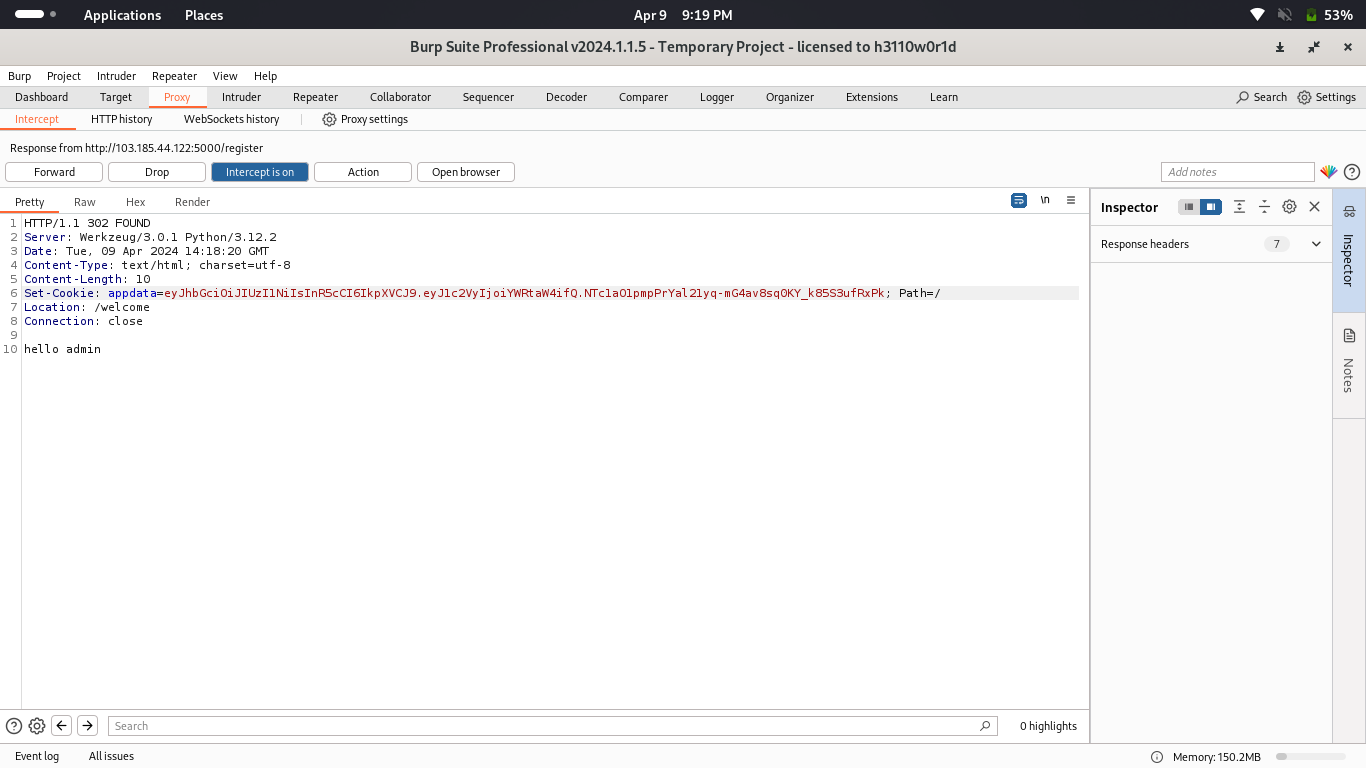 Applications Places Apr 9 9:19 PM 53%
Burp Suite Professional v2024.1.1.5 - Temporary Project - licensed to h3110w0r1d
Burp Project Intruder Repeater View Help
Dashboard Target Proxy Intruder Repeater Collaborator Sequencer Decoder Comparer Logger Organizer Extensions Learn Search Settings
Intercept HTTP history WebSockets history Proxy settings
Response from http://103.185.44.122:5000/register
Forward Drop Intercept is on Action Open browser Add notes
Pretty Raw Hex Render \n
Inspector
Response headers 7
Inspector
Notes
1 HTTP/1.1 302 FOUND
2 Server: Werkzeug/3.0.1 Python/3.12.2
3 Date: Tue, 09 Apr 2024 14:18:20 GMT
4 Content-Type: text/html; charset=utf-8
5 Content-Length: 10
6 Set-Cookie: appdata=eyJhbGciOiJIUzI1NiIsInR5cCI6IkpXVCJ9.eyJ1c2VyIjoiYWRtaW4ifQ.NTc1aO1pmpPrYal21yq-mG4av8sq0KY_k85S3ufRxPk; Path=/
7 Location: /welcome
8 Connection: close
9
10 hello admin
Search 0 highlights
Event log All issues Memory: 150.2MB